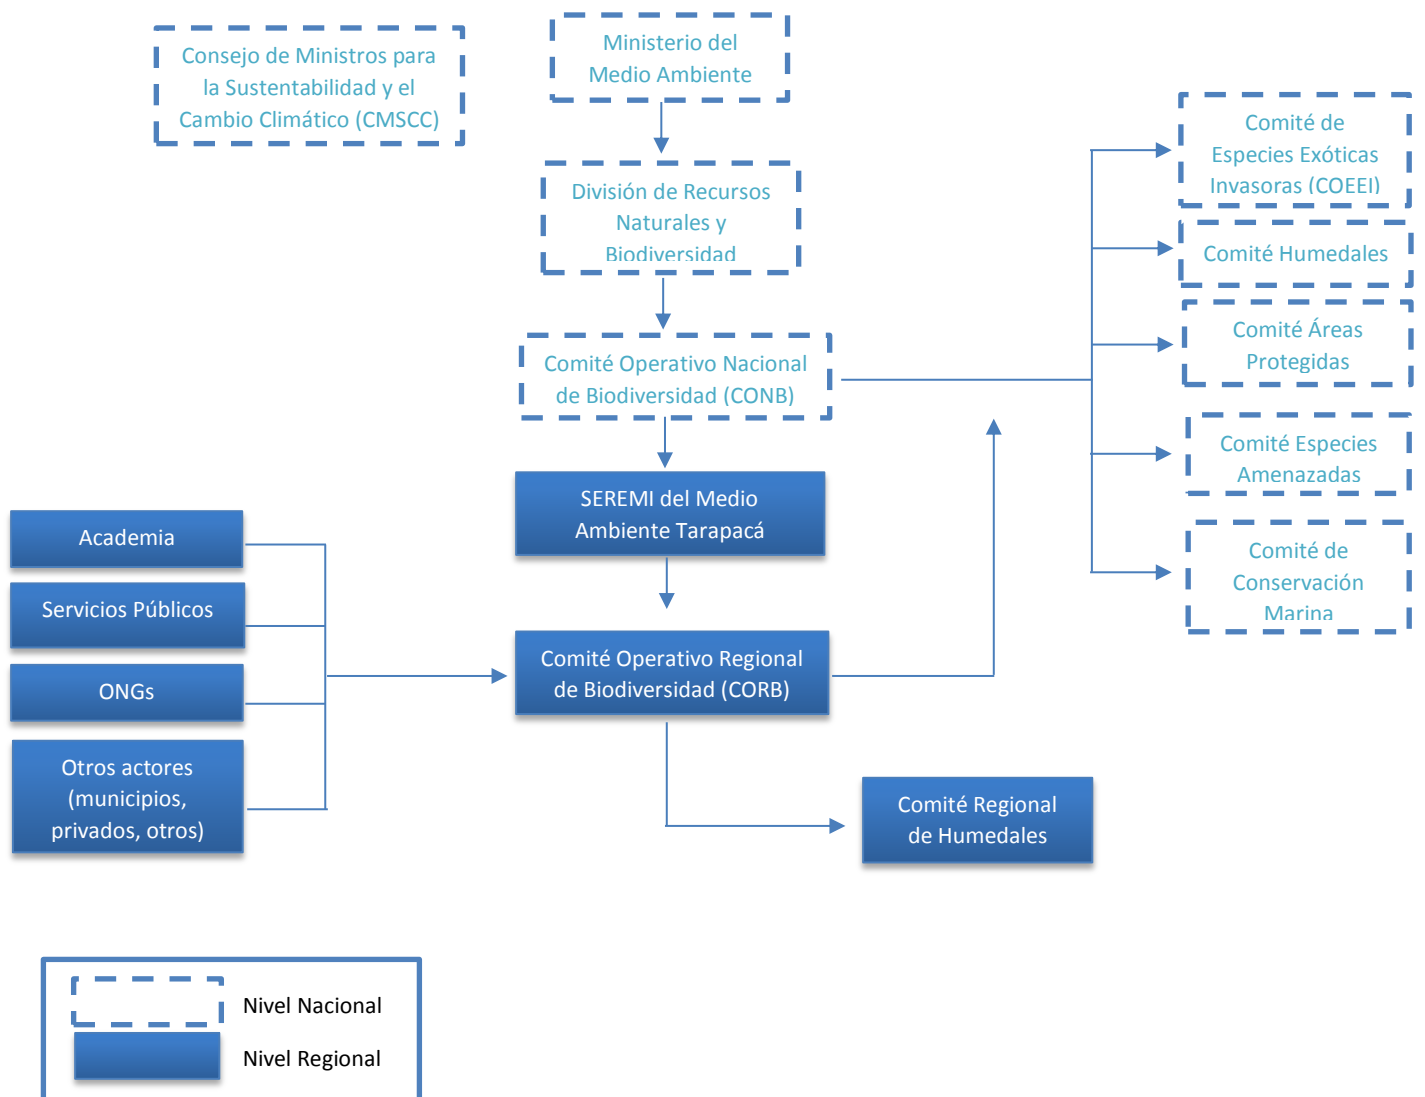 Consejo de Ministros para
la Sustentabilidad y el
Cambio Climático (CMSCC)
Ministerio del
Medio Ambiente
División de Recursos
Naturales y
Biodiversidad
Comité Operativo Nacional
de Biodiversidad (CONB)
Comité de
Especies Exóticas
Invasoras (COEEI)
Comité Humedales
Comité Áreas
Protegidas
Comité Especies
Amenazadas
Comité de
Conservación
Marina
SEREMI del Medio
Ambiente Tarapacá
Academia
Servicios Públicos
ONGs
Otros actores
(municipios,
privados, otros)
Comité Operativo Regional
de Biodiversidad (CORB)
Comité Regional
de Humedales
Nivel Nacional
Nivel Regional